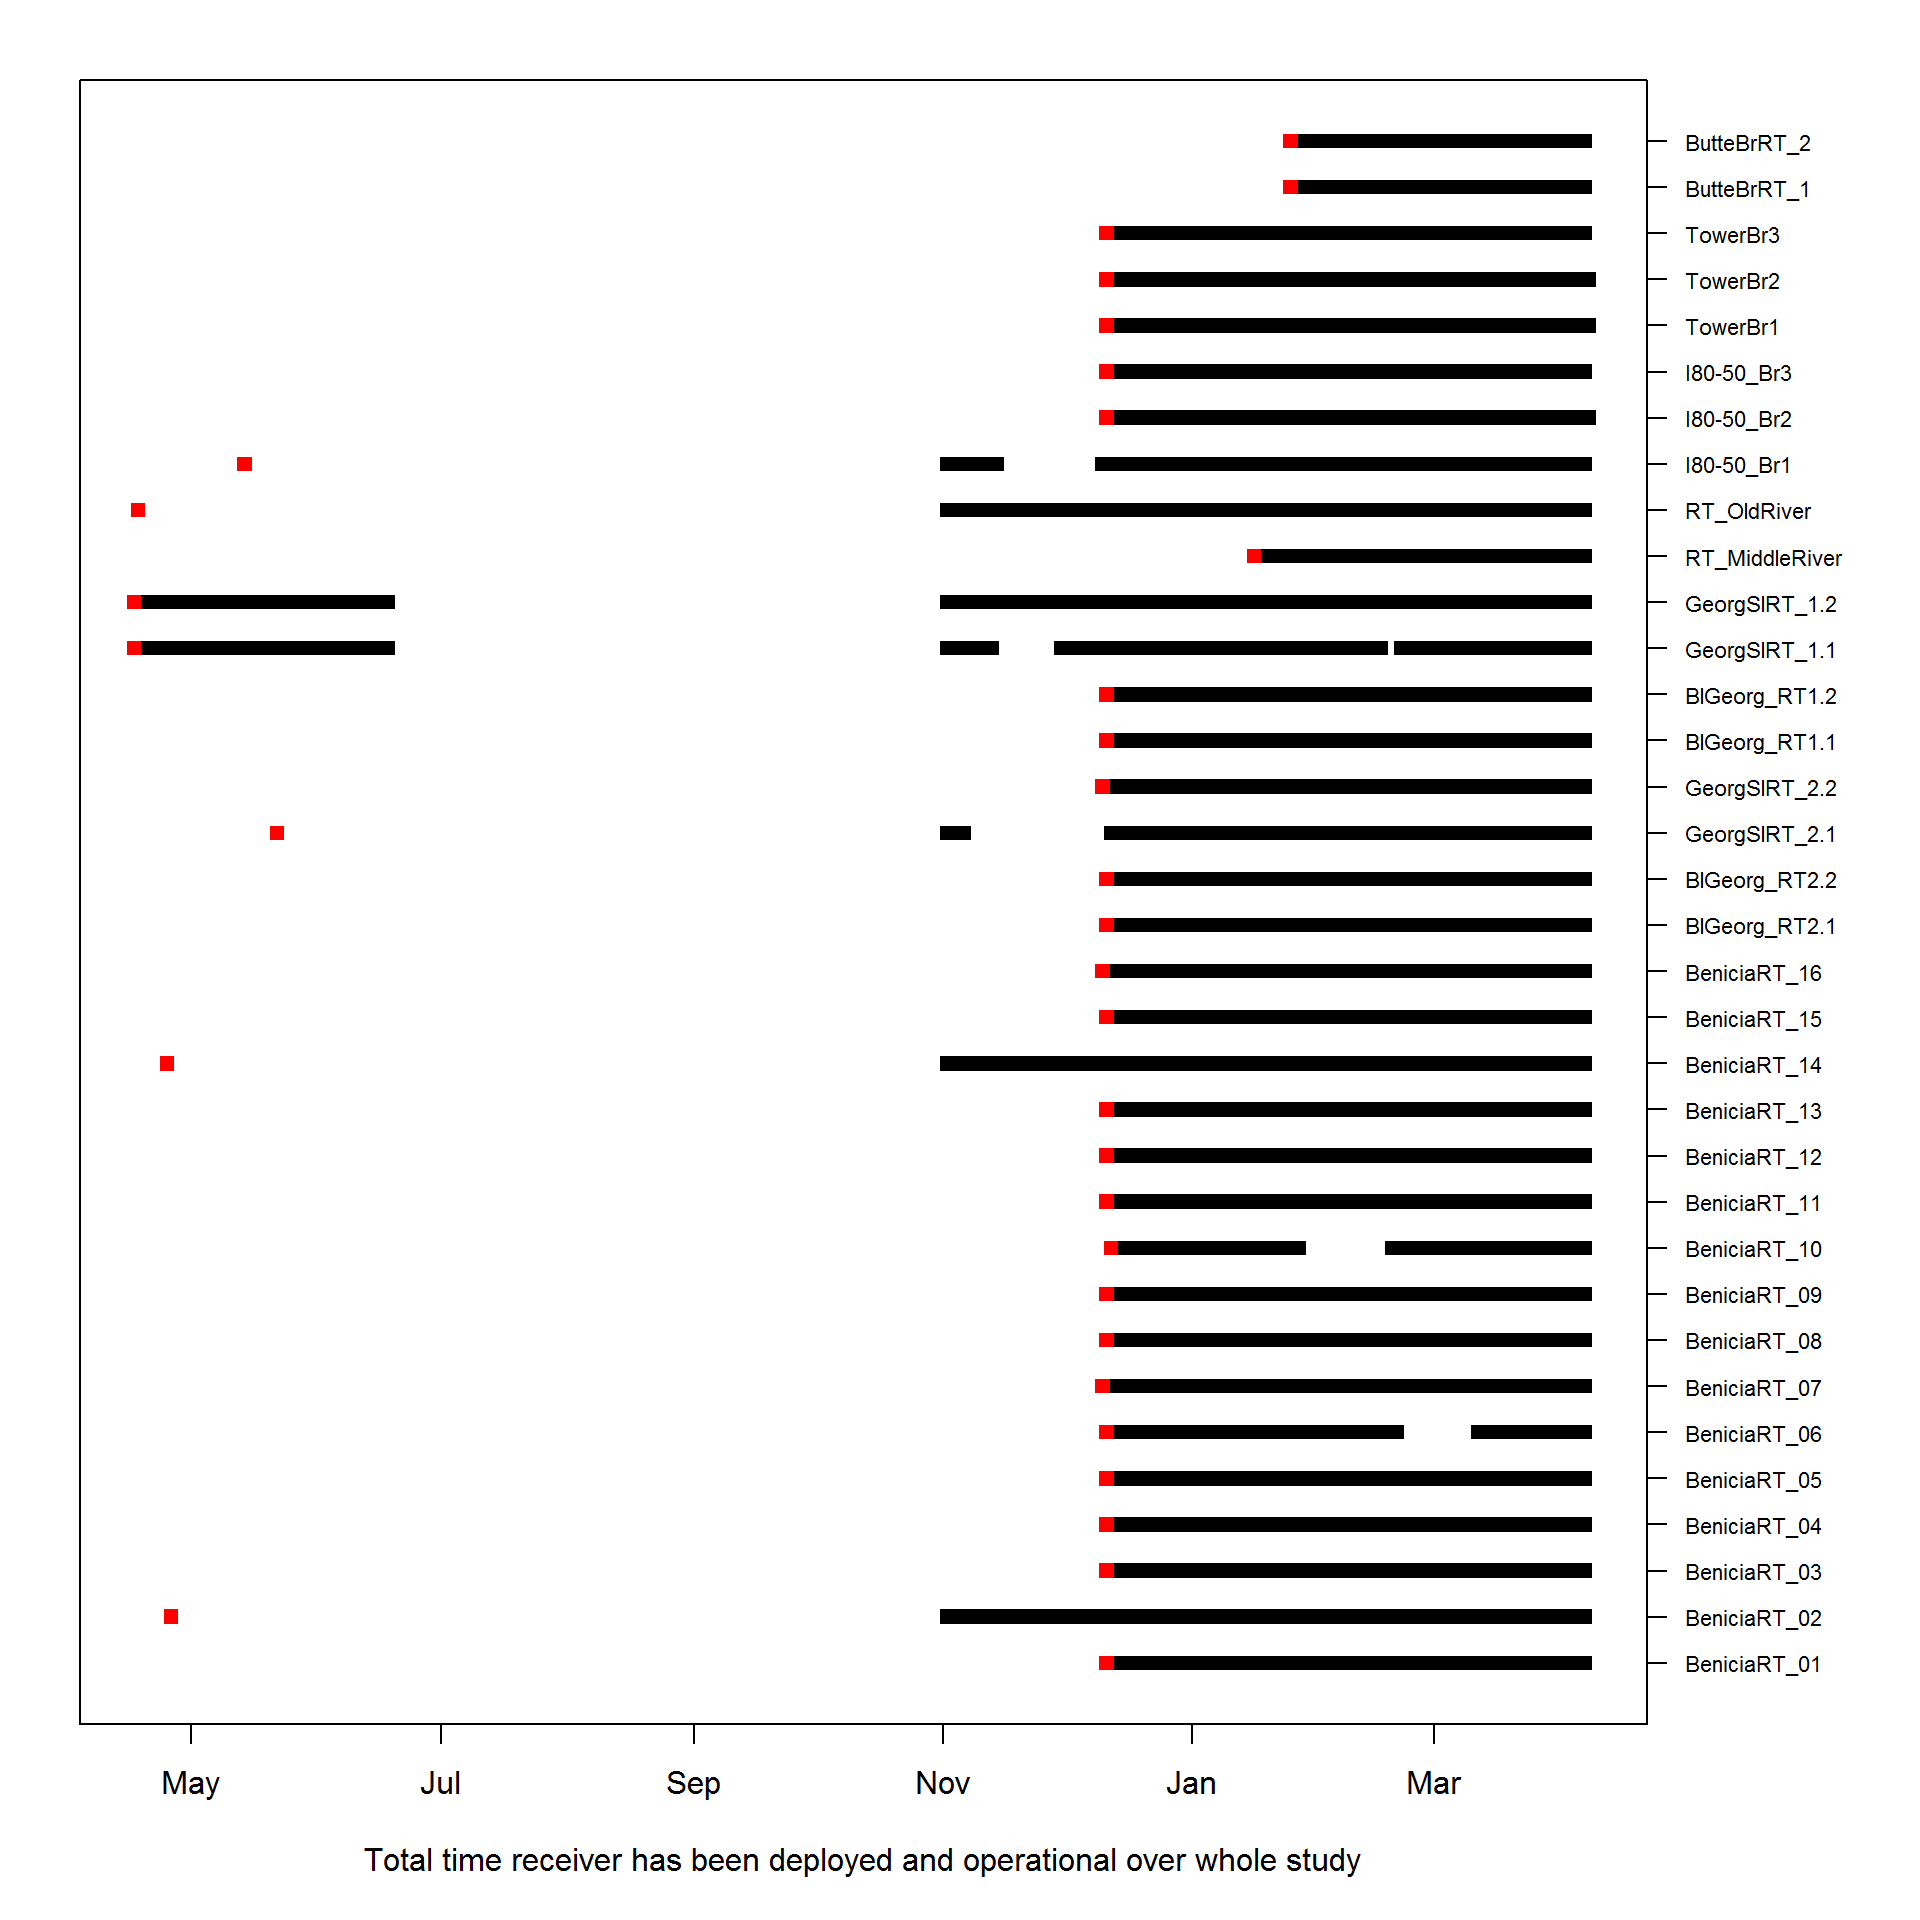 ButteBrRT_2
ButteBrRT_1
TowerBr3
TowerBr2
TowerBr1
I80-50_Br3
I80-50_Br2
I80-50_Br1
RT_OldRiver
RT_MiddleRiver
GeorgSlRT_1.2
GeorgSlRT_1.1
BlGeorg_RT1.2
BlGeorg_RT1.1
GeorgSlRT_2.2
GeorgSlRT_2.1
BlGeorg_RT2.2
BlGeorg_RT2.1
BeniciaRT_16
BeniciaRT_15
BeniciaRT_14
BeniciaRT_13
BeniciaRT_12
BeniciaRT_11
BeniciaRT_10
BeniciaRT_09
BeniciaRT_08
BeniciaRT_07
BeniciaRT_06
BeniciaRT_05
BeniciaRT_04
BeniciaRT_03
BeniciaRT_02
BeniciaRT_01
May Jul Sep Nov Jan Mar
Total time receiver has been deployed and operational over whole study